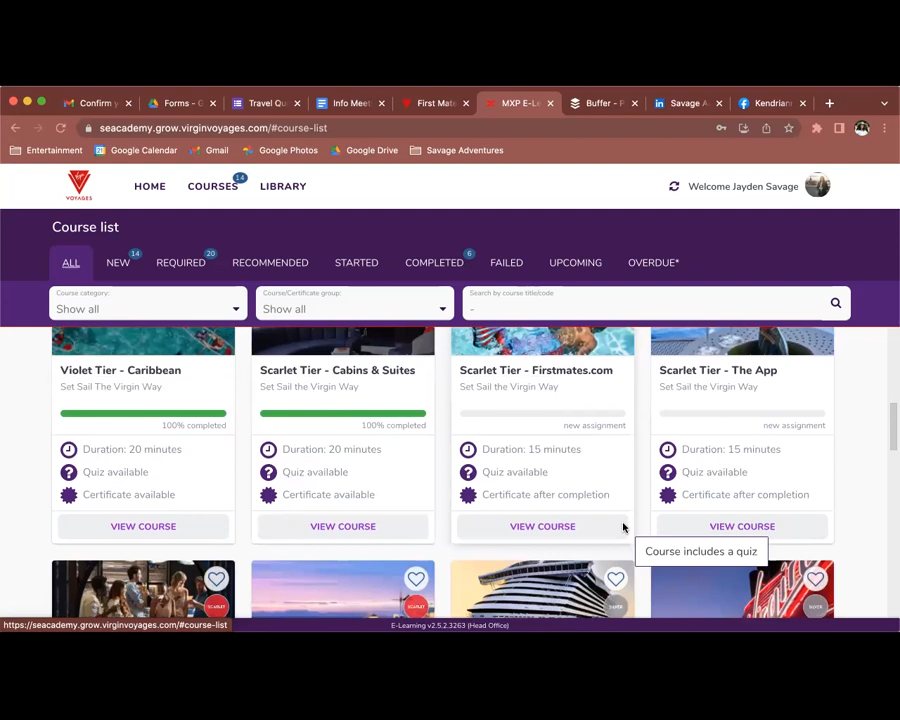 Confirm y
Forms - G
Travel Qu
Info Meet
First Mate
MXP E-Le
Buffer - P
Savage A
Kendrian
seacademy.grow.virginvoyages.com/#course-list
Entertainment
Google Calendar
Gmail
Google Photos
Google Drive
Savage Adventures
VOYAGES
HOME
COURSES
14
LIBRARY
Welcome Jayden Savage
Course list
ALL
NEW
14
REQUIRED
20
RECOMMENDED
STARTED
COMPLETED
6
FAILED
UPCOMING
OVERDUE*
Course category:
Show all
Course/Certificate group:
Show all
Search by course title/code
-
Violet Tier - Caribbean
Set Sail The Virgin Way
100% completed
Duration: 20 minutes
Quiz available
Certificate available
VIEW COURSE
Scarlet Tier - Cabins & Suites
Set Sail the Virgin Way
100% completed
Duration: 20 minutes
Quiz available
Certificate available
VIEW COURSE
Scarlet Tier - Firstmates.com
Set Sail the Virgin Way
new assignment
Duration: 15 minutes
Quiz available
Certificate after completion
VIEW COURSE
Scarlet Tier - The App
Set Sail the Virgin Way
new assignment
Duration: 15 minutes
Quiz available
Certificate after completion
VIEW COURSE
Course includes a quiz
SCARLET
SCARLET
SILVER
SILVER
https://seacademy.grow.virginvoyages.com/#course-list
E-Learning v2.5.2.3263 (Head Office)